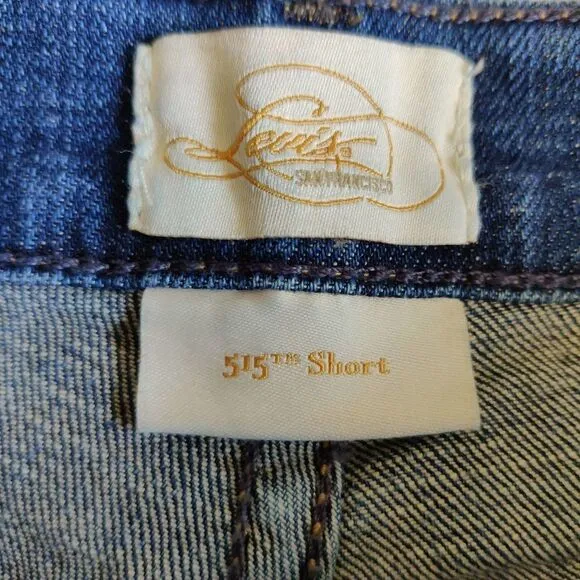 Levi's®
SAN FRANCISCO
515™ Short